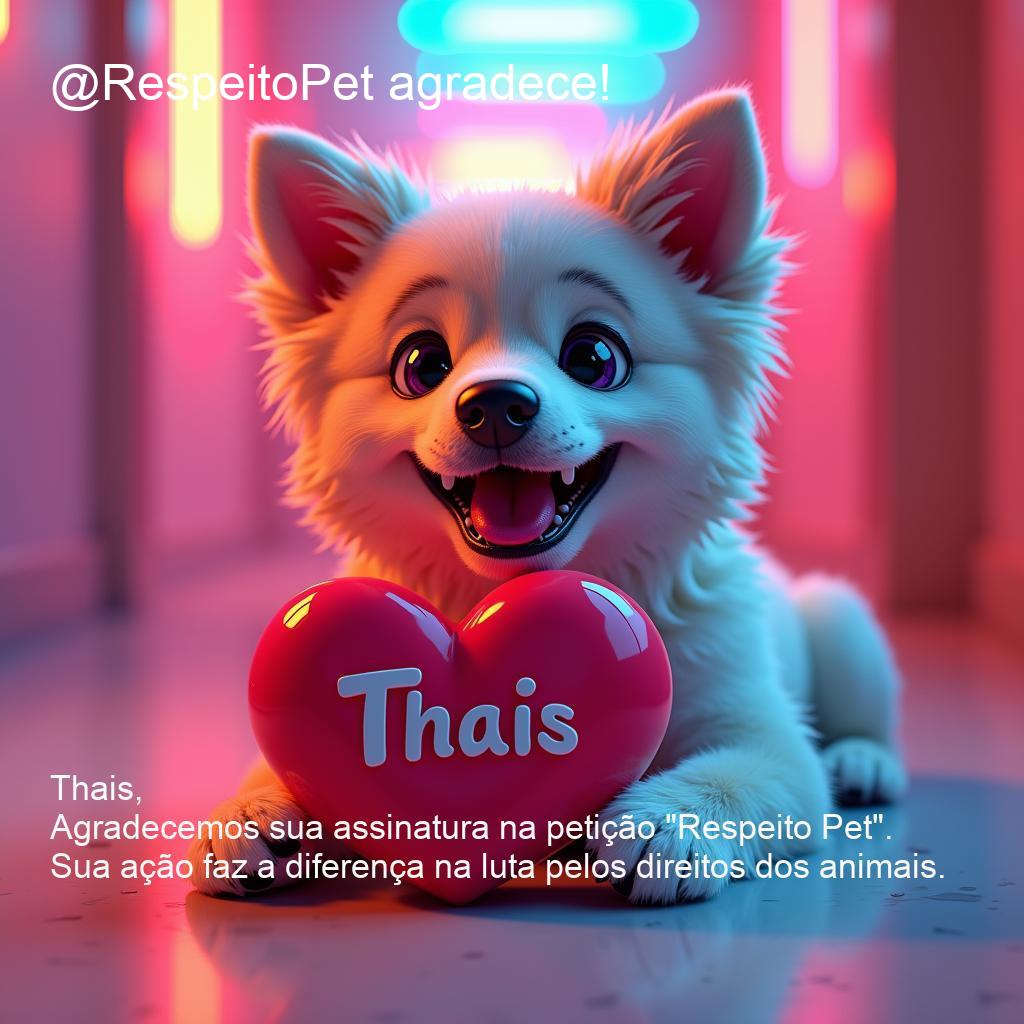 @RespeitoPet agradece!
Thais
Thais,
Agradecemos sua assinatura na petição "Respeito Pet".
Sua ação faz a diferença na luta pelos direitos dos animais.